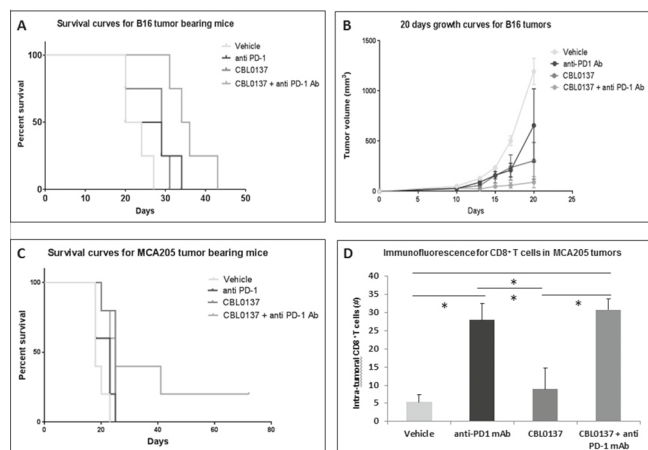 A
Survival curves for B16 tumor bearing mice
Vehicle
anti PD-1
CBL0137
CBL0137 + anti PD-1 Ab
Percent survival
100
50
0
0 10 20 30 40 50
Days
B
20 days growth curves for B16 tumors
Vehicle
anti-PD1 Ab
CBL0137
CBL0137 + anti PD-1 Ab
Tumor volume (mm³)
1500
1000
500
0
0 5 10 15 20 25
Days
C
Survival curves for MCA205 tumor bearing mice
Vehicle
anti PD-1
CBL0137
CBL0137 + anti PD-1 Ab
Percent survival
100
50
0
0 20 40 60 80
Days
D
Immunofluorescence for CD8⁺ T cells in MCA205 tumors
Intra-tumoral CD8⁺T cells (#)
40
35
30
25
20
15
10
5
0
* * * *
Vehicle anti-PD1 mAb CBL0137 CBL0137 + anti
PD-1 mAb